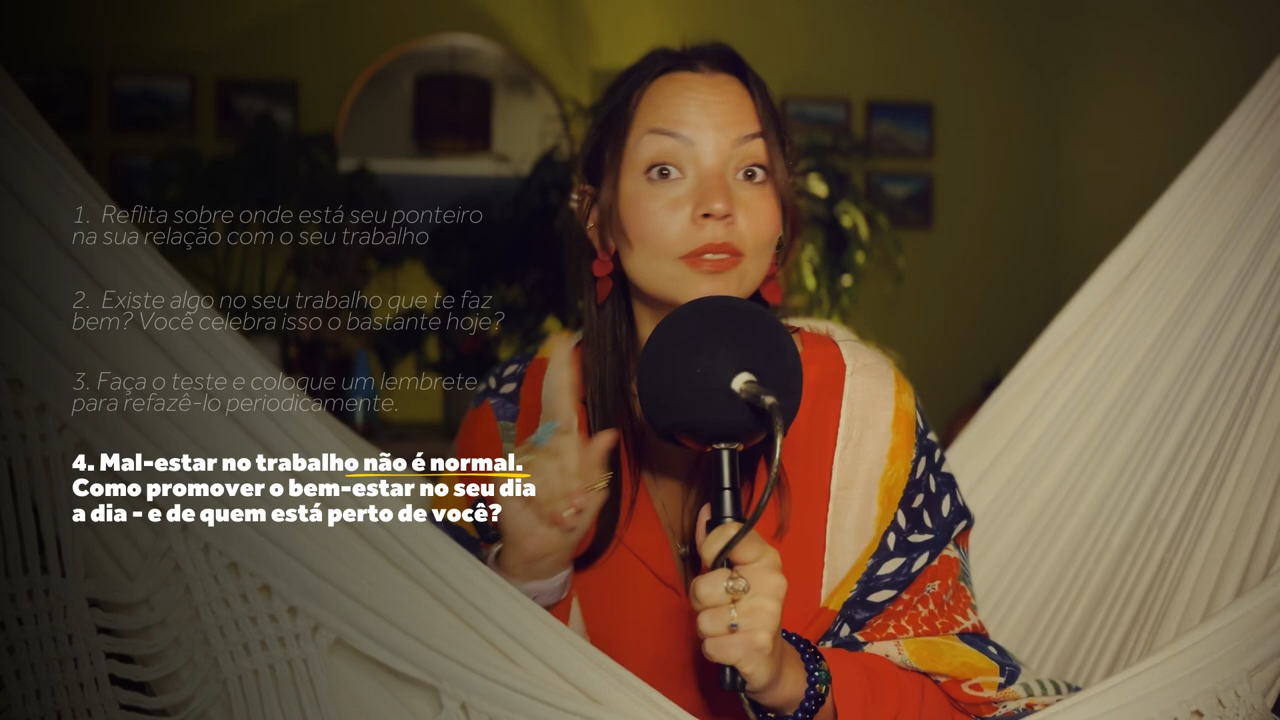 1. Reflita sobre onde está seu ponteiro
na sua relação com o seu trabalho
2. Existe algo no seu trabalho que te faz
bem? Você celebra isso o bastante hoje?
3. Faça o teste e coloque um lembrete
para refazê-lo periodicamente.
4. Mal-estar no trabalho não é normal.
Como promover o bem-estar no seu dia
a dia - e de quem está perto de você?